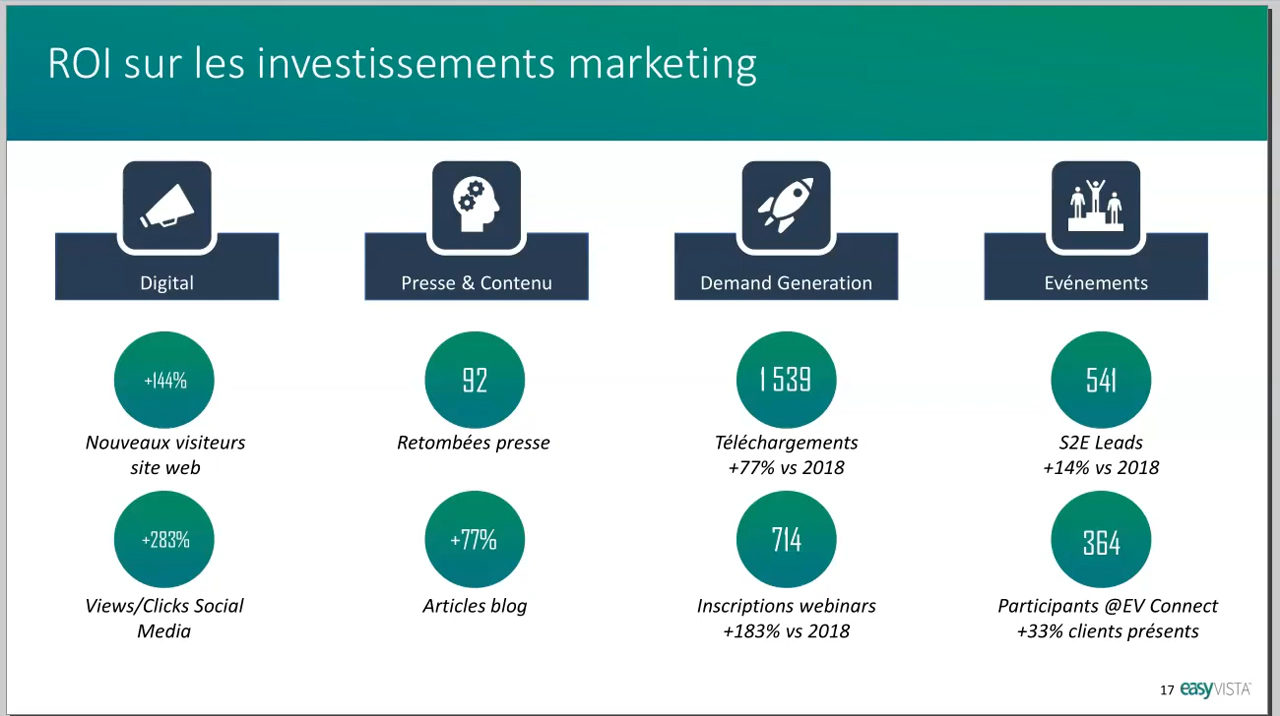 ROI sur les investissements marketing
Digital
Presse & Contenu
Demand Generation
Evénements
+144%
Nouveaux visiteurs
site web
92
Retombées presse
1 539
Téléchargements
+77% vs 2018
541
S2E Leads
+14% vs 2018
+283%
Views/Clicks Social
Media
+77%
Articles blog
714
Inscriptions webinars
+183% vs 2018
364
Participants @EV Connect
+33% clients présents
17 easyVISTA